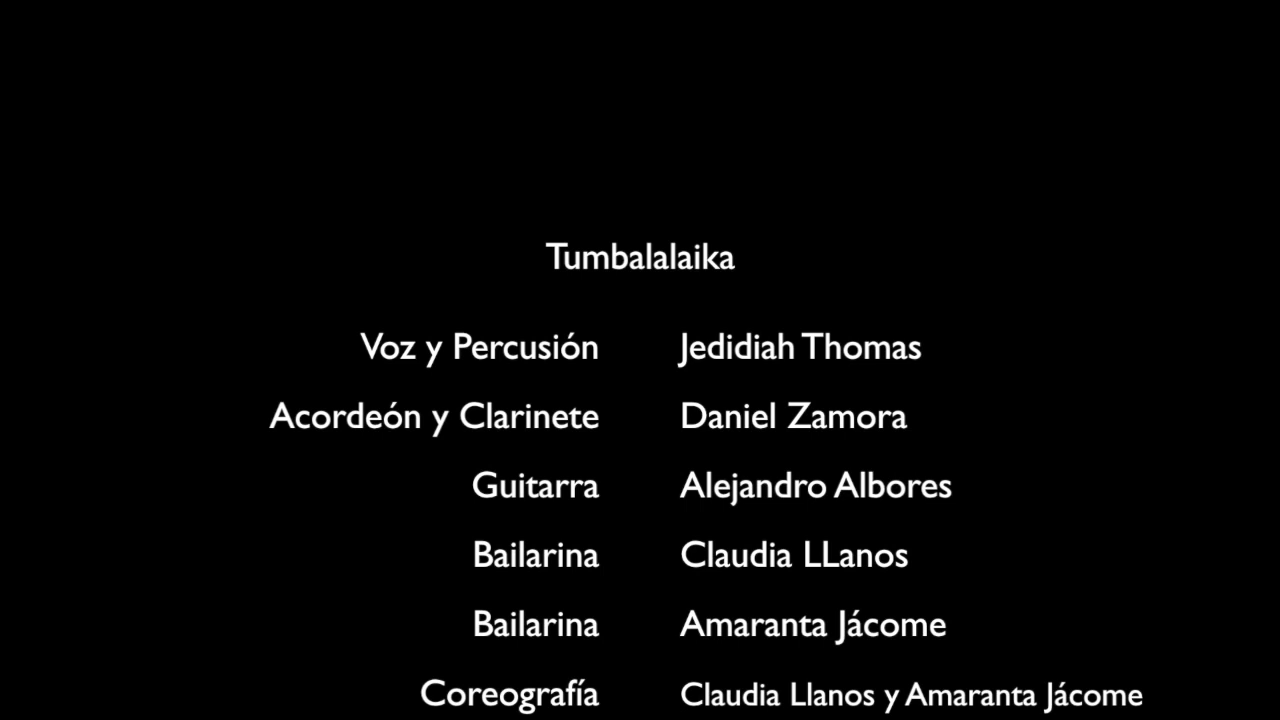 Tumbalalaika
Voz y Percusión Jedidiah Thomas
Acordeón y Clarinete Daniel Zamora
Guitarra Alejandro Albores
Bailarina Claudia LLanos
Bailarina Amaranta Jácome
Coreografía Claudia Llanos y Amaranta Jácome